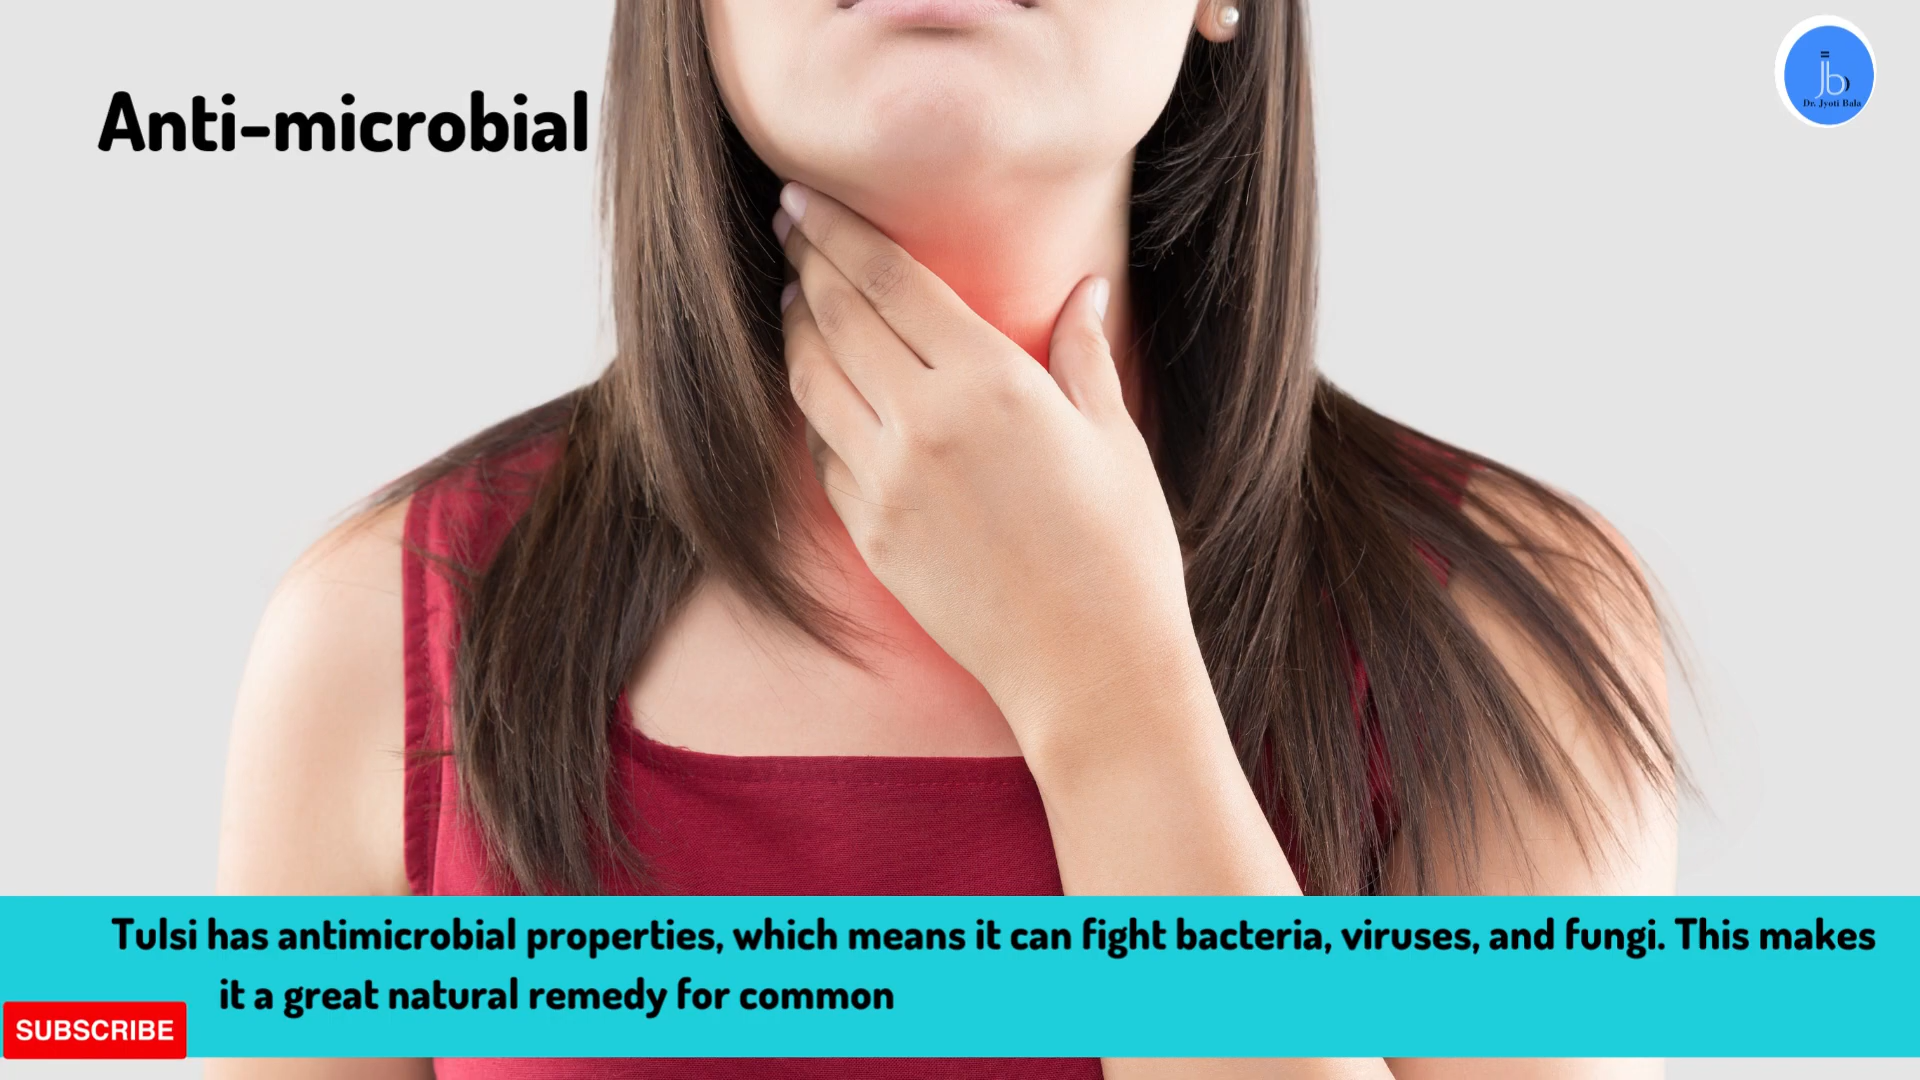 Anti-microbial
Dr. Jyoti Bala
Tulsi has antimicrobial properties, which means it can fight bacteria, viruses, and fungi. This makes
it a great natural remedy for common
SUBSCRIBE